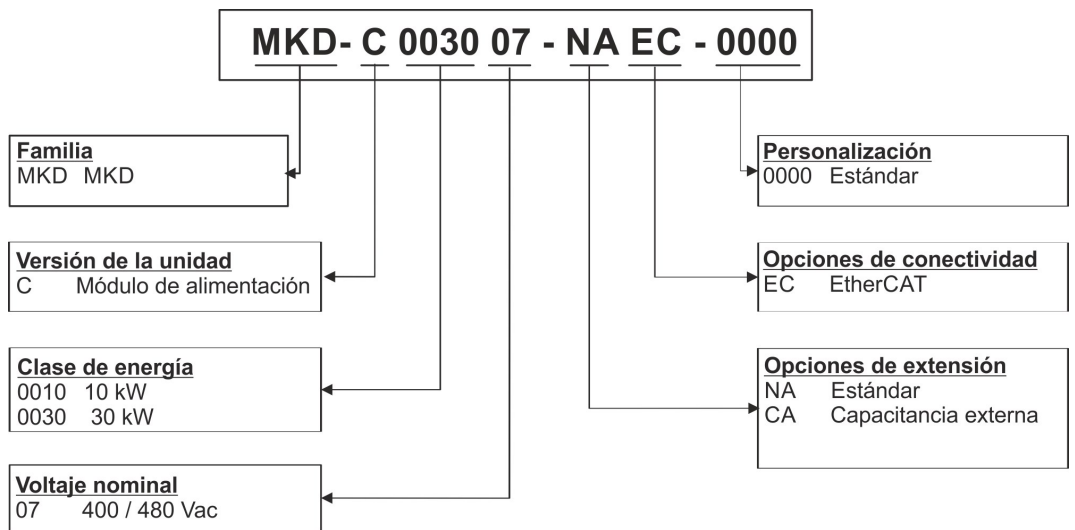 MKD- C 0030 07 - NA EC - 0000
Familia
MKD MKD
Versión de la unidad
C Módulo de alimentación
Clase de energía
0010 10 kW
0030 30 kW
Voltaje nominal
07 400 / 480 Vac
Personalización
0000 Estándar
Opciones de conectividad
EC EtherCAT
Opciones de extensión
NA Estándar
CA Capacitancia externa